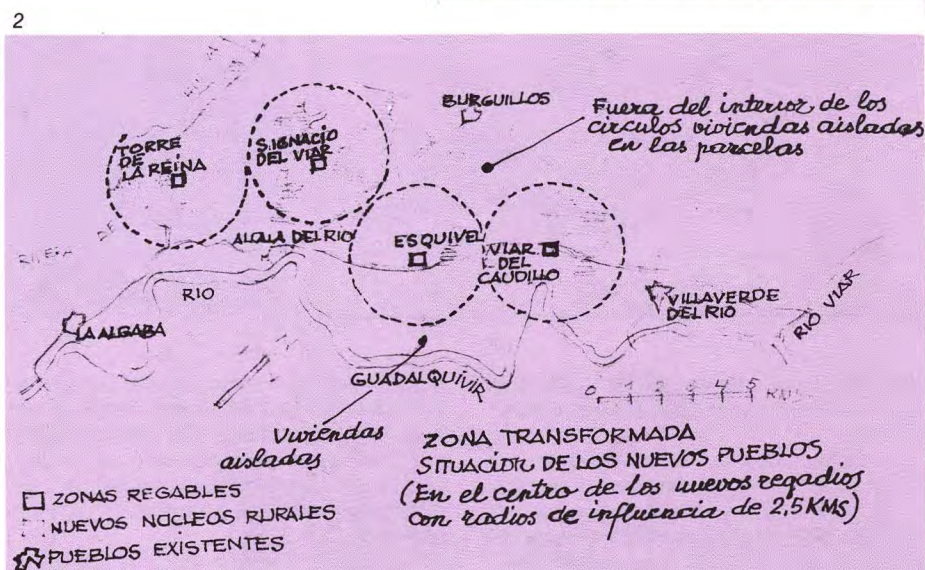 2
BURGUILLOS
Fuera del interior de los
circulos viviendas aisladas
en las parcelas
TORRE
DE
LA REINA
S. IGNACIO
DEL VIAR
ALCALA DEL RIO
ESQUIVEL
VIAR
DEL
CAUDILLO
RIO
LA ALGABA
VILLAVERDE
DEL RIO
RIO VIAR
GUADALQUIVIR
0 1 2 3 4 5 KMS
Viviendas
aisladas
ZONA TRANSFORMADA
SITUACION DE LOS NUEVOS PUEBLOS
(En el centro de los nuevos regadios
con radios de influencia de 2,5 KMS)
ZONAS REGABLES
NUEVOS NUCLEOS RURALES
PUEBLOS EXISTENTES